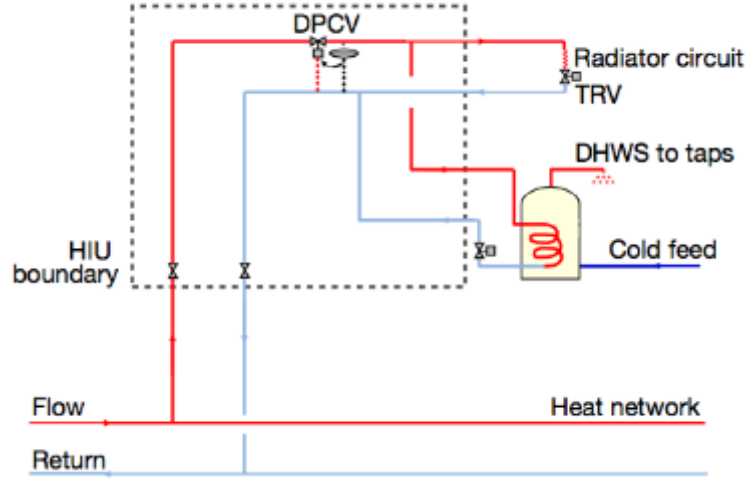 DPCV
Radiator circuit
TRV
DHWS to taps
HIU
boundary
Cold feed
Flow
Heat network
Return